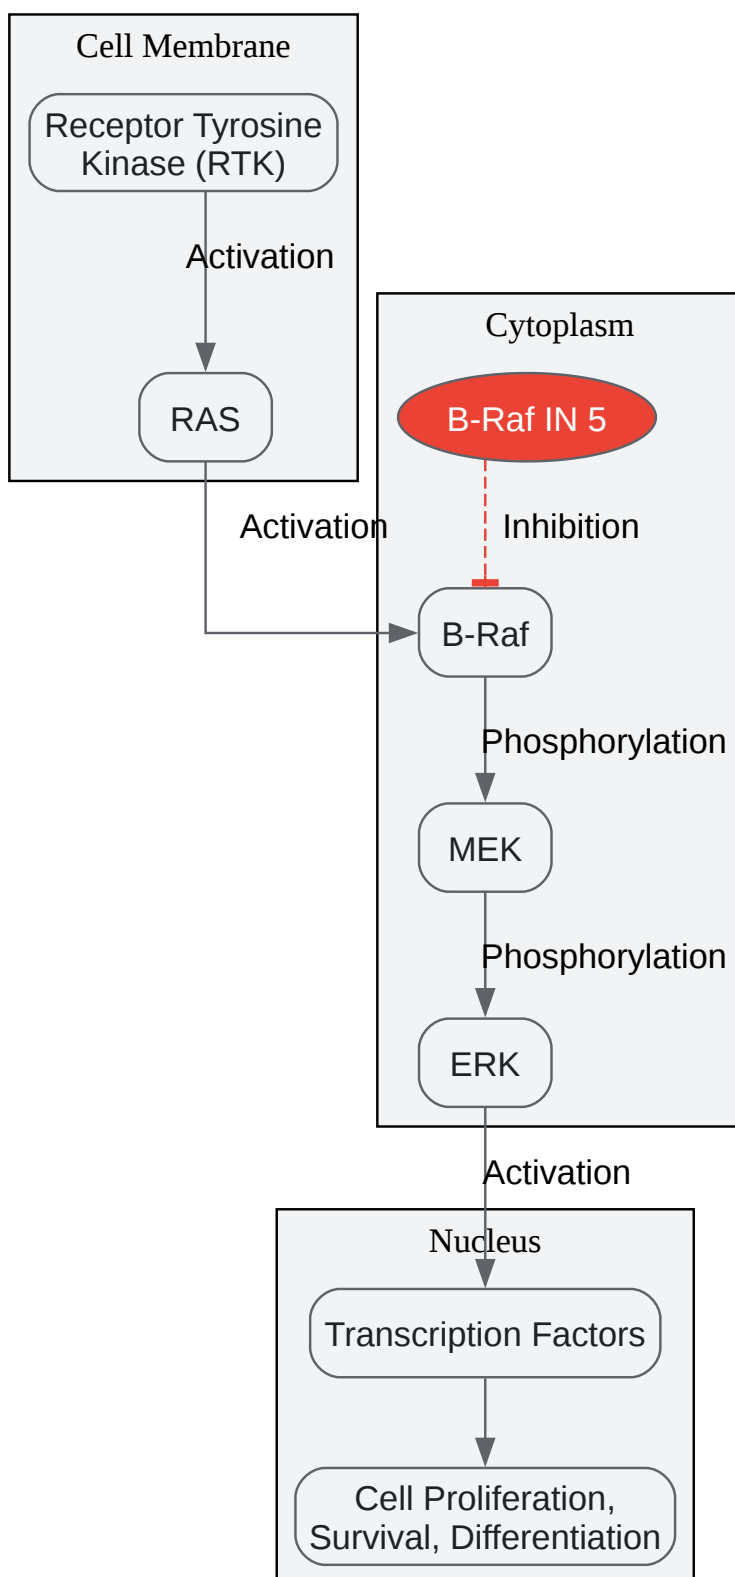 Cell Membrane
Receptor Tyrosine
Kinase (RTK)
Activation
RAS
Activation
Cytoplasm
B-Raf IN 5
Inhibition
B-Raf
Phosphorylation
MEK
Phosphorylation
ERK
Activation
Nucleus
Transcription Factors
Cell Proliferation,
Survival, Differentiation